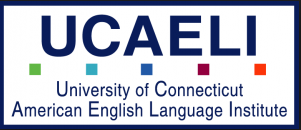 UCAELI
University of Connecticut
American English Language Institute